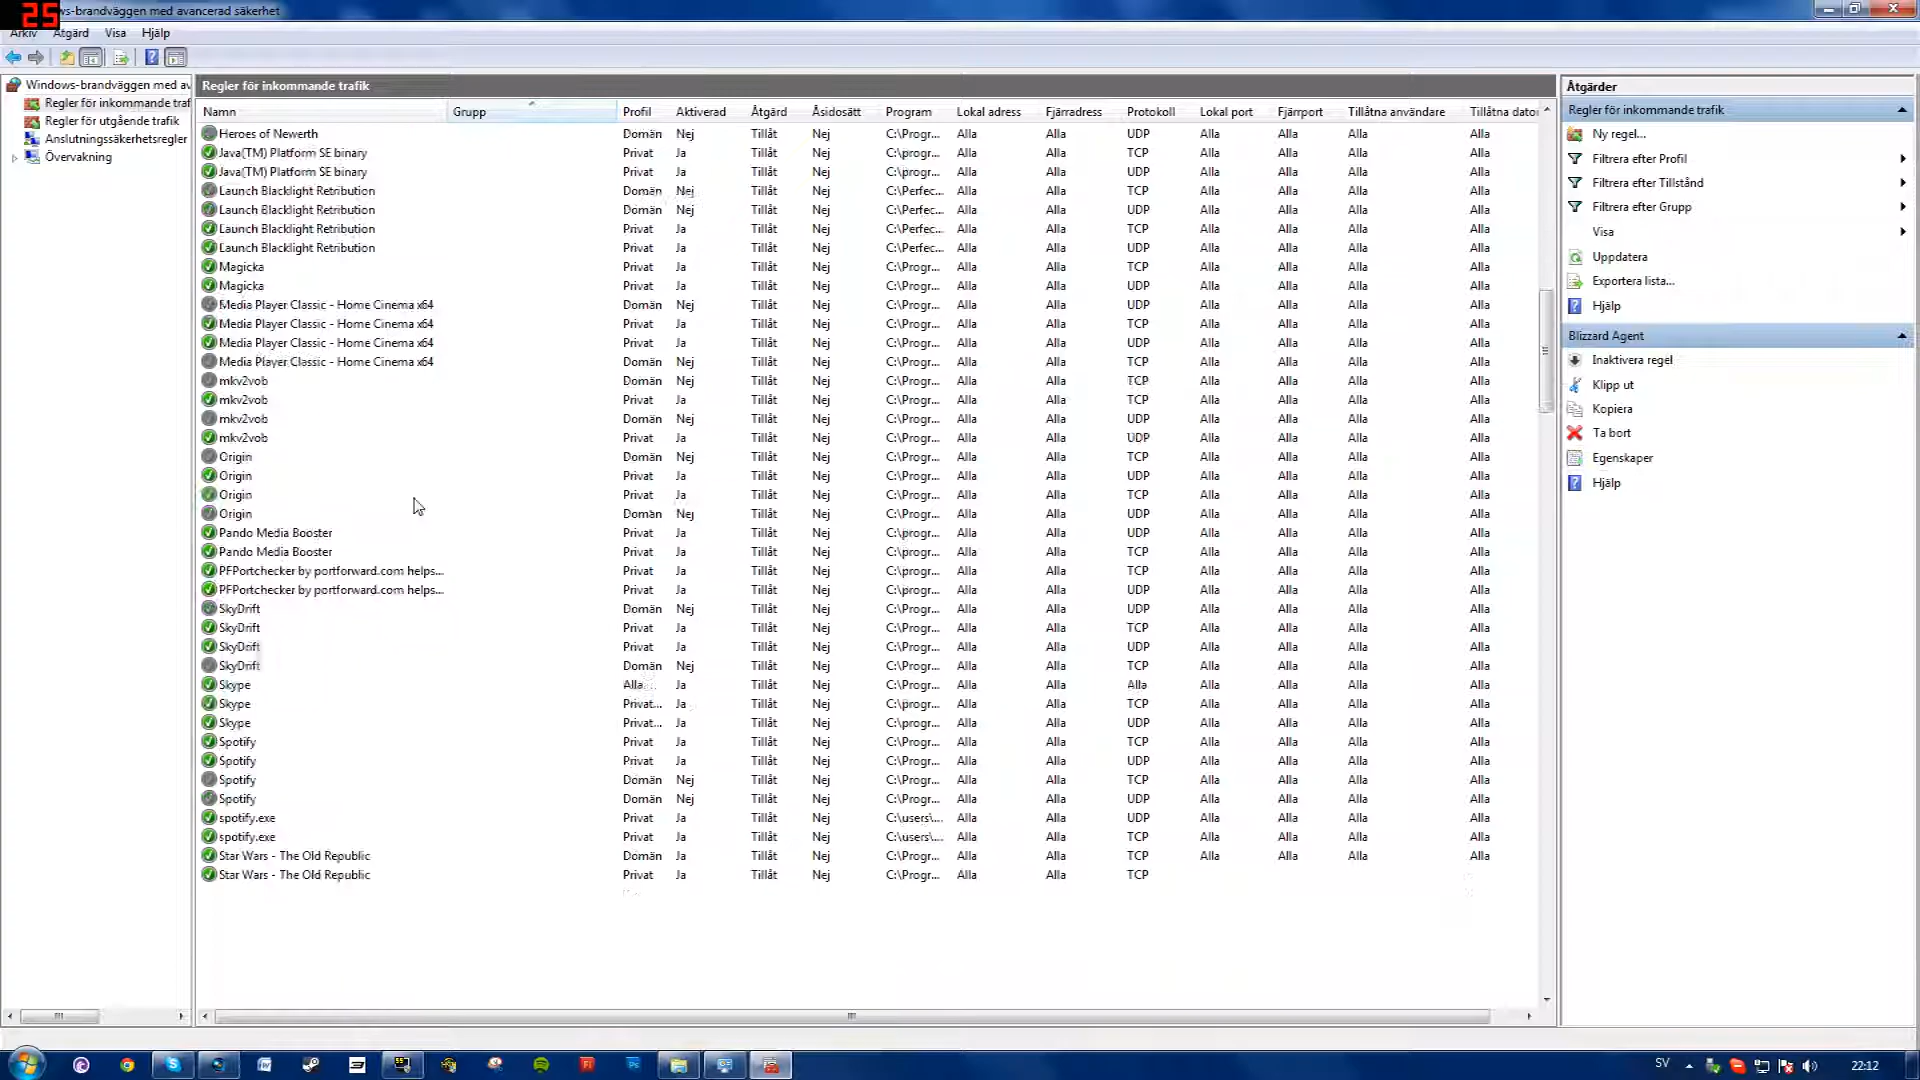 25
ws-brandväggen med avancerad säkerhet
Arkiv Åtgärd Visa Hjälp
Windows-brandväggen med av
Regler för inkommande traf
Regler för utgående trafik
Anslutningssäkerhetsregler
Övervakning
Regler för inkommande trafik
Namn Grupp Profil Aktiverad Åtgärd Åsidosätt Program Lokal adress Fjärradress Protokoll Lokal port Fjärrport Tillåtna användare Tillåtna dator
Heroes of Newerth Domän Nej Tillåt Nej C:\Progr... Alla Alla UDP Alla Alla Alla Alla
Java(TM) Platform SE binary Privat Ja Tillåt Nej C:\progr... Alla Alla TCP Alla Alla Alla Alla
Java(TM) Platform SE binary Privat Ja Tillåt Nej C:\progr... Alla Alla UDP Alla Alla Alla Alla
Launch Blacklight Retribution Domän Nej Tillåt Nej C:\Perfec... Alla Alla TCP Alla Alla Alla Alla
Launch Blacklight Retribution Domän Nej Tillåt Nej C:\Perfec... Alla Alla UDP Alla Alla Alla Alla
Launch Blacklight Retribution Privat Ja Tillåt Nej C:\Perfec... Alla Alla TCP Alla Alla Alla Alla
Launch Blacklight Retribution Privat Ja Tillåt Nej C:\Perfec... Alla Alla UDP Alla Alla Alla Alla
Magicka Privat Ja Tillåt Nej C:\Progr... Alla Alla TCP Alla Alla Alla Alla
Magicka Privat Ja Tillåt Nej C:\Progr... Alla Alla UDP Alla Alla Alla Alla
Media Player Classic - Home Cinema x64 Domän Nej Tillåt Nej C:\Progr... Alla Alla UDP Alla Alla Alla Alla
Media Player Classic - Home Cinema x64 Privat Ja Tillåt Nej C:\Progr... Alla Alla TCP Alla Alla Alla Alla
Media Player Classic - Home Cinema x64 Privat Ja Tillåt Nej C:\Progr... Alla Alla UDP Alla Alla Alla Alla
Media Player Classic - Home Cinema x64 Domän Nej Tillåt Nej C:\Progr... Alla Alla TCP Alla Alla Alla Alla
mkv2vob Domän Nej Tillåt Nej C:\Progr... Alla Alla TCP Alla Alla Alla Alla
mkv2vob Privat Ja Tillåt Nej C:\Progr... Alla Alla TCP Alla Alla Alla Alla
mkv2vob Domän Nej Tillåt Nej C:\Progr... Alla Alla UDP Alla Alla Alla Alla
mkv2vob Privat Ja Tillåt Nej C:\Progr... Alla Alla UDP Alla Alla Alla Alla
Origin Domän Nej Tillåt Nej C:\Progr... Alla Alla TCP Alla Alla Alla Alla
Origin Privat Ja Tillåt Nej C:\Progr... Alla Alla UDP Alla Alla Alla Alla
Origin Privat Ja Tillåt Nej C:\Progr... Alla Alla TCP Alla Alla Alla Alla
Origin Domän Nej Tillåt Nej C:\Progr... Alla Alla UDP Alla Alla Alla Alla
Pando Media Booster Privat Ja Tillåt Nej C:\progr... Alla Alla UDP Alla Alla Alla Alla
Pando Media Booster Privat Ja Tillåt Nej C:\progr... Alla Alla TCP Alla Alla Alla Alla
PFPortchecker by portforward.com helps... Privat Ja Tillåt Nej C:\progr... Alla Alla TCP Alla Alla Alla Alla
PFPortchecker by portforward.com helps... Privat Ja Tillåt Nej C:\progr... Alla Alla UDP Alla Alla Alla Alla
SkyDrift Domän Nej Tillåt Nej C:\Progr... Alla Alla UDP Alla Alla Alla Alla
SkyDrift Privat Ja Tillåt Nej C:\Progr... Alla Alla TCP Alla Alla Alla Alla
SkyDrift Privat Ja Tillåt Nej C:\Progr... Alla Alla UDP Alla Alla Alla Alla
SkyDrift Domän Nej Tillåt Nej C:\Progr... Alla Alla TCP Alla Alla Alla Alla
Skype Alla Ja Tillåt Nej C:\Progr... Alla Alla Alla Alla Alla Alla Alla
Skype Privat... Ja Tillåt Nej C:\progr... Alla Alla TCP Alla Alla Alla Alla
Skype Privat... Ja Tillåt Nej C:\progr... Alla Alla UDP Alla Alla Alla Alla
Spotify Privat Ja Tillåt Nej C:\Progr... Alla Alla TCP Alla Alla Alla Alla
Spotify Privat Ja Tillåt Nej C:\Progr... Alla Alla UDP Alla Alla Alla Alla
Spotify Domän Nej Tillåt Nej C:\Progr... Alla Alla TCP Alla Alla Alla Alla
Spotify Domän Nej Tillåt Nej C:\Progr... Alla Alla UDP Alla Alla Alla Alla
spotify.exe Privat Ja Tillåt Nej C:\users\... Alla Alla UDP Alla Alla Alla Alla
spotify.exe Privat Ja Tillåt Nej C:\users\... Alla Alla TCP Alla Alla Alla Alla
Star Wars - The Old Republic Domän Ja Tillåt Nej C:\Progr... Alla Alla TCP Alla Alla Alla Alla
Star Wars - The Old Republic Privat Ja Tillåt Nej C:\Progr... Alla Alla TCP
Åtgärder
Regler för inkommande trafik
Ny regel...
Filtrera efter Profil
Filtrera efter Tillstånd
Filtrera efter Grupp
Visa
Uppdatera
Exportera lista...
Hjälp
Blizzard Agent
Inaktivera regel
Klipp ut
Kopiera
Ta bort
Egenskaper
Hjälp
SV 22:12